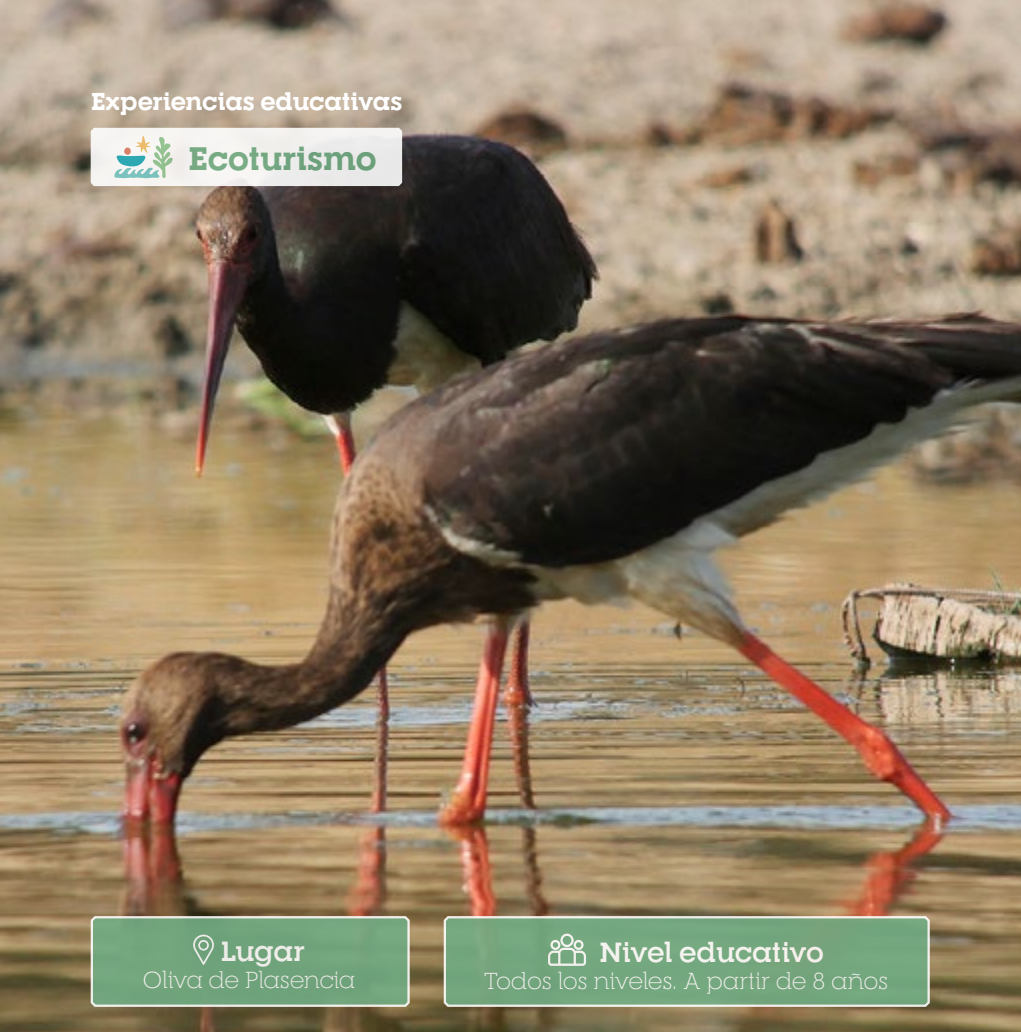 Experiencias educativas
Ecoturismo
Lugar
Oliva de Plasencia
Nivel educativo
Todos los niveles. A partir de 8 años